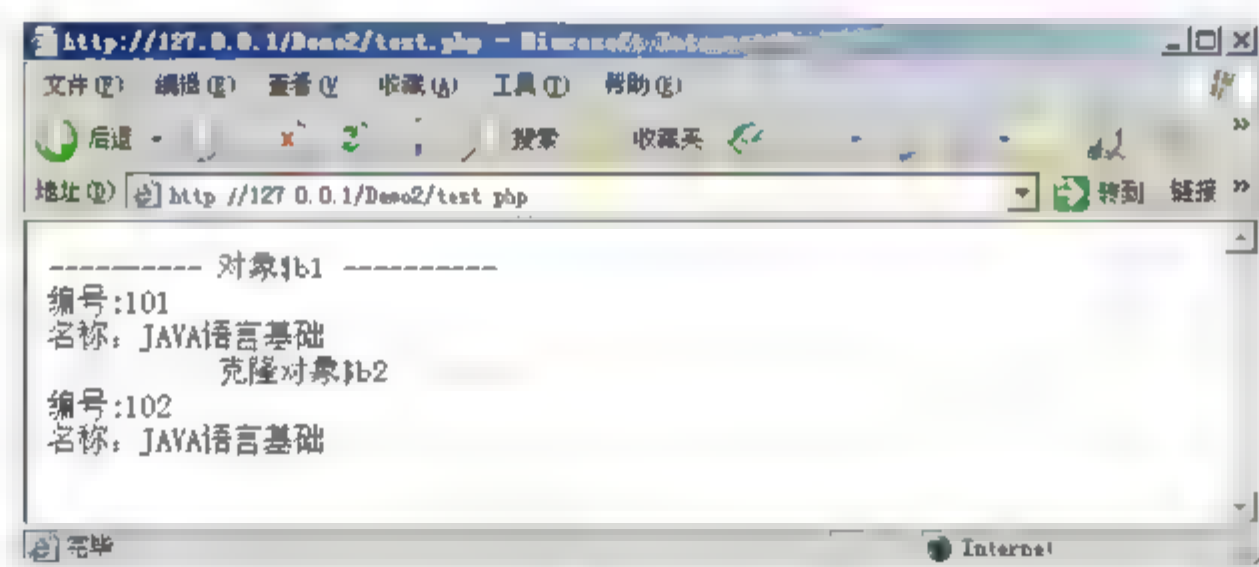 http://127.0.0.1/Demo2/test.php - Microsoft
文件(F) 编辑(E) 查看(V 收藏(A) 工具(T) 帮助(H)
后退 搜索 收藏夹
地址(D) http //127 0.0.1/Demo2/test php 转到 链接 »
---------- 对象$b1 ----------
编号:101
名称: JAVA语言基础
克隆对象$b2
编号:102
名称: JAVA语言基础
完毕 Internet